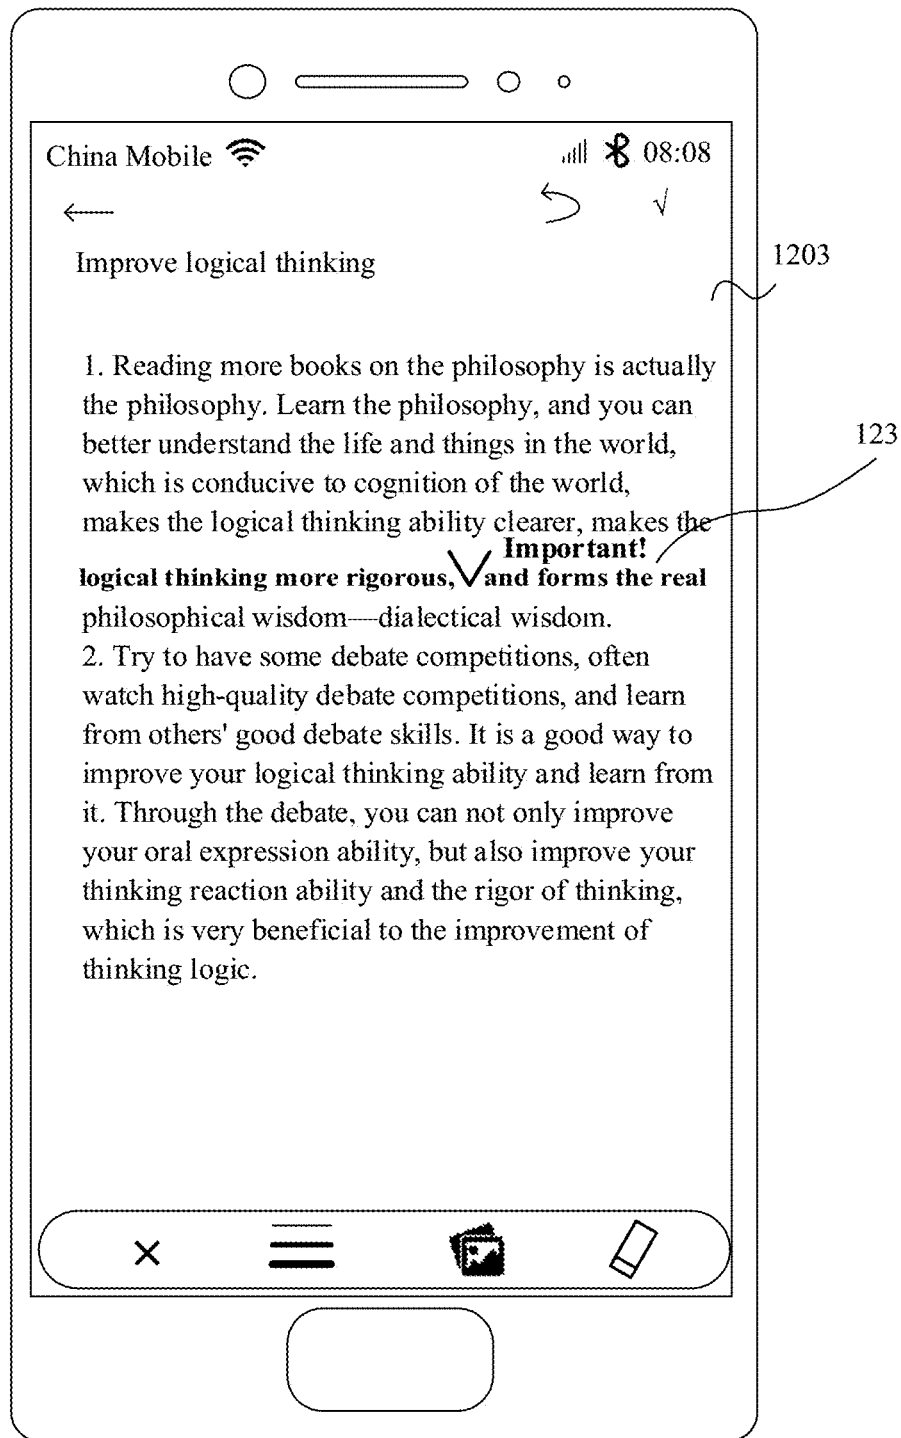 China Mobile 08:08
√
Improve logical thinking
1203
1. Reading more books on the philosophy is actually
the philosophy. Learn the philosophy, and you can
better understand the life and things in the world,
123
which is conducive to cognition of the world,
makes the logical thinking ability clearer, makes the
Important!
logical thinking more rigorous, and forms the real
philosophical wisdom—dialectical wisdom.
2. Try to have some debate competitions, often
watch high-quality debate competitions, and learn
from others' good debate skills. It is a good way to
improve your logical thinking ability and learn from
it. Through the debate, you can not only improve
your oral expression ability, but also improve your
thinking reaction ability and the rigor of thinking,
which is very beneficial to the improvement of
thinking logic.